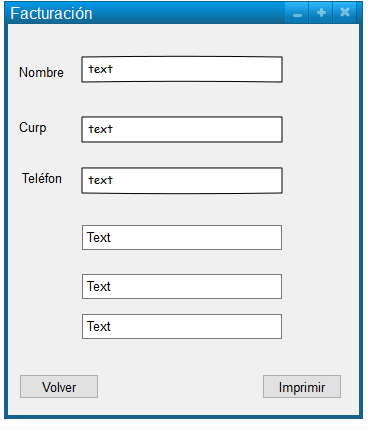 Facturación
Nombre text
Curp text
Teléfon text
Text
Text
Text
Volver Imprimir